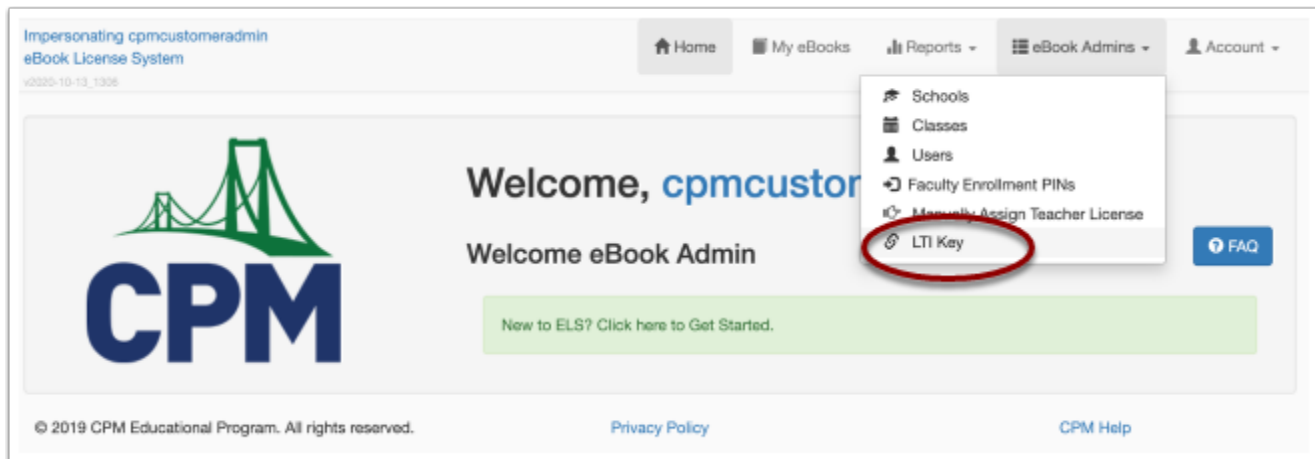 Impersonating cpmcustomeradmin
eBook License System
v2020-10-13_1306
Home My eBooks Reports eBook Admins Account
Schools
Classes
Users
Faculty Enrollment PINs
Manually Assign Teacher License
LTI Key
Welcome, cpmcustor
Welcome eBook Admin
FAQ
CPM
New to ELS? Click here to Get Started.
© 2019 CPM Educational Program. All rights reserved. Privacy Policy CPM Help